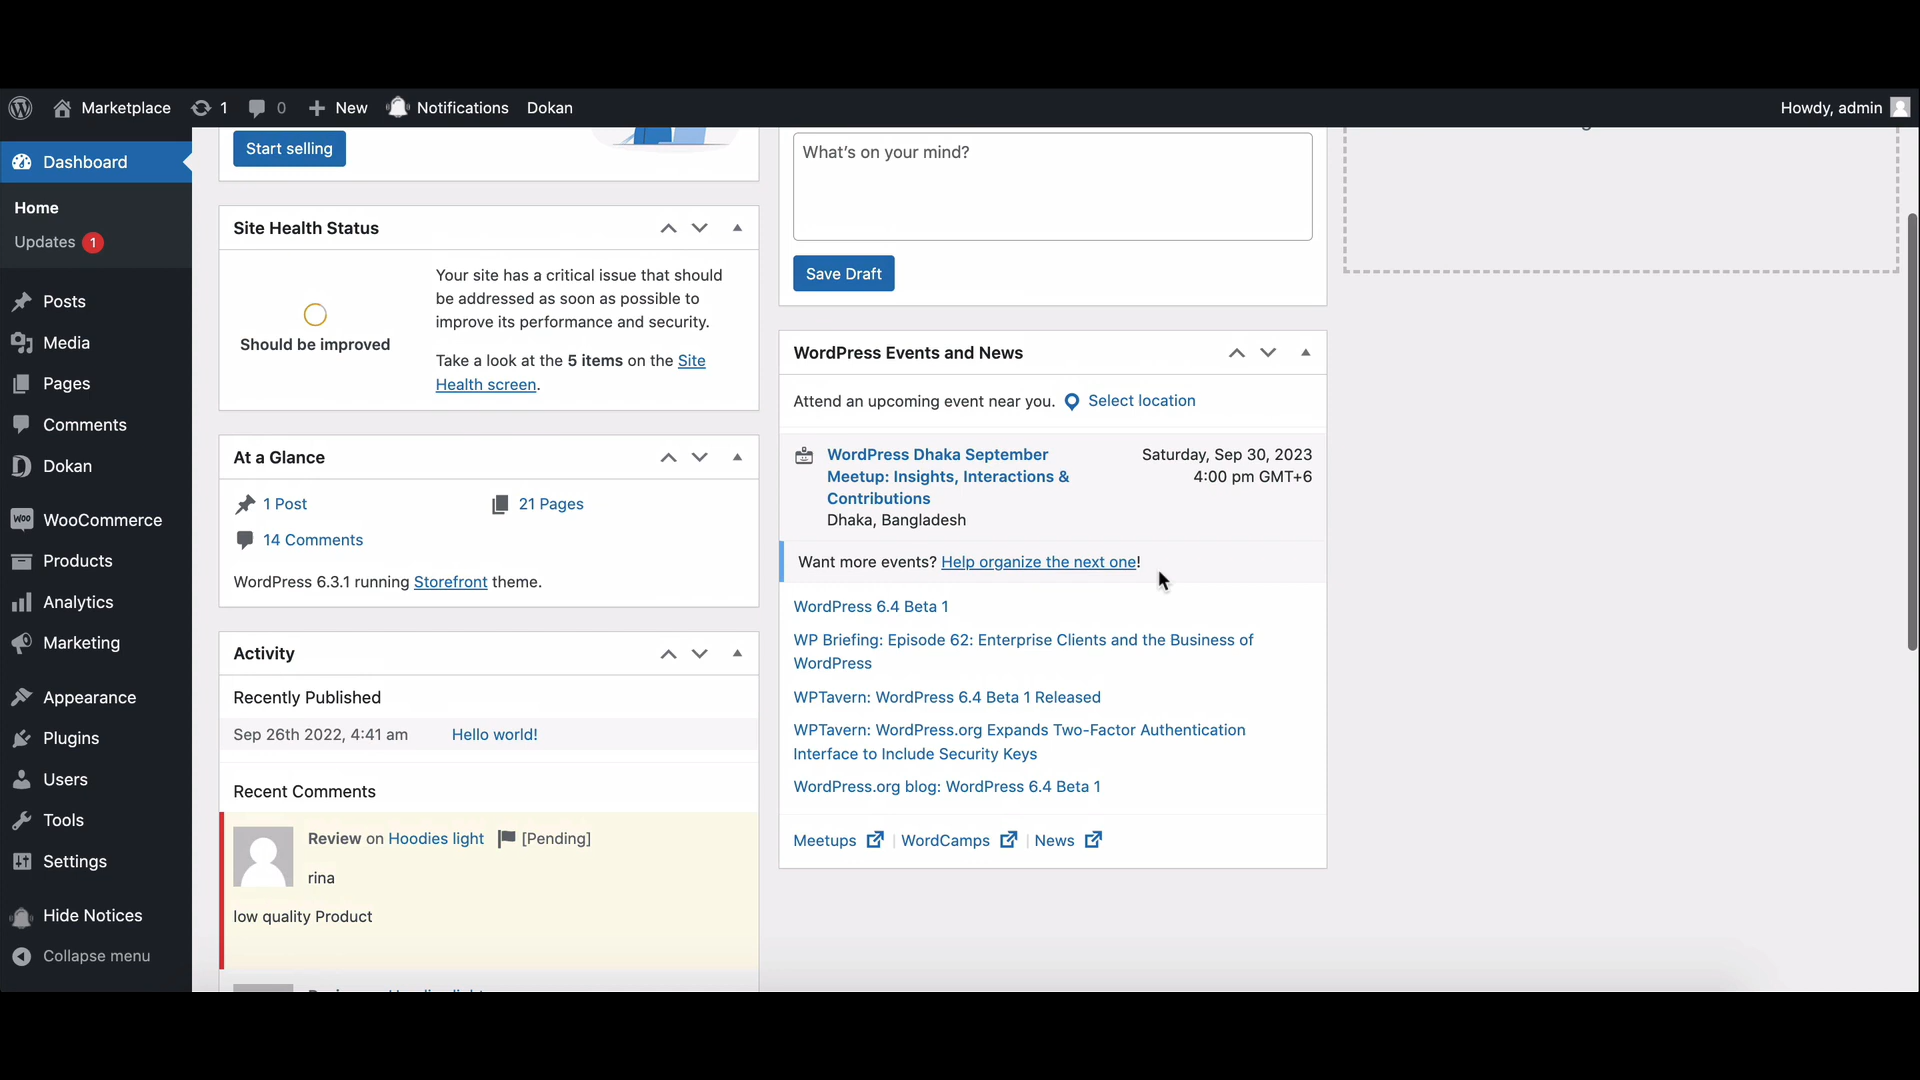 Marketplace 1 0 New Notifications Dokan Howdy, admin
Dashboard
Home
Updates 1
Posts
Media
Pages
Comments
Dokan
WooCommerce
Products
Analytics
Marketing
Appearance
Plugins
Users
Tools
Settings
Hide Notices
Collapse menu
Start selling
Site Health Status
Should be improved
Your site has a critical issue that should
be addressed as soon as possible to
improve its performance and security.
Take a look at the 5 items on the Site
Health screen.
At a Glance
1 Post 21 Pages
14 Comments
WordPress 6.3.1 running Storefront theme.
Activity
Recently Published
Sep 26th 2022, 4:41 am Hello world!
Recent Comments
Review on Hoodies light [Pending]
rina
low quality Product
What's on your mind?
Save Draft
WordPress Events and News
Attend an upcoming event near you. Select location
WordPress Dhaka September
Meetup: Insights, Interactions &
Contributions
Dhaka, Bangladesh
Saturday, Sep 30, 2023
4:00 pm GMT+6
Want more events? Help organize the next one!
WordPress 6.4 Beta 1
WP Briefing: Episode 62: Enterprise Clients and the Business of
WordPress
WPTavern: WordPress 6.4 Beta 1 Released
WPTavern: WordPress.org Expands Two-Factor Authentication
Interface to Include Security Keys
WordPress.org blog: WordPress 6.4 Beta 1
Meetups WordCamps News